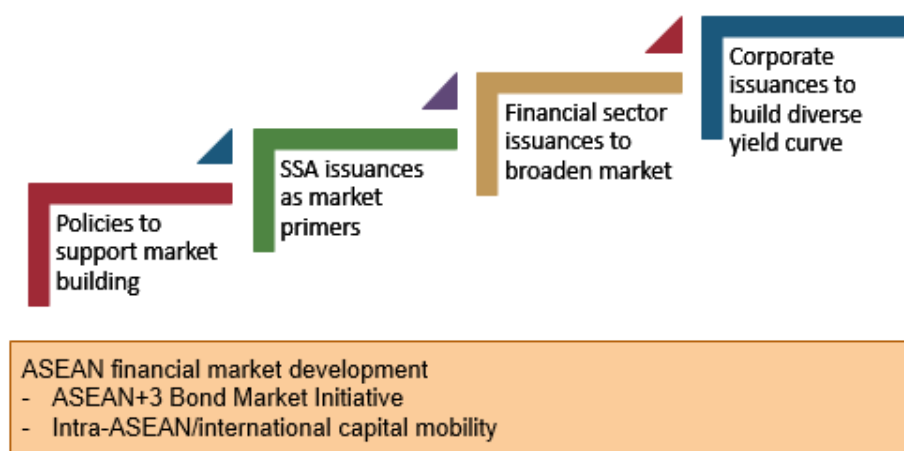 Policies to
support market
building
SSA issuances
as market
primers
Financial sector
issuances to
broaden market
Corporate
issuances to
build diverse
yield curve
ASEAN financial market development
- ASEAN+3 Bond Market Initiative
- Intra-ASEAN/international capital mobility